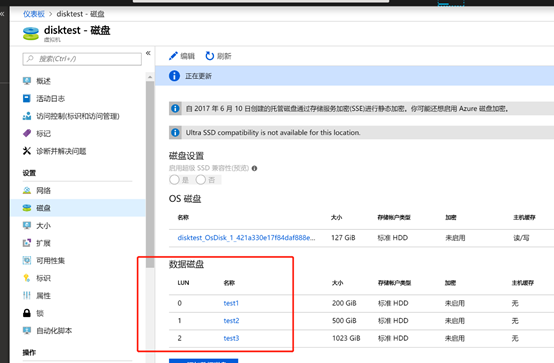 仪表板 > disktest - 磁盘
disktest - 磁盘
虚拟机
搜索(Ctrl+/)
概述
活动日志
访问控制(标识和访问管理)
标记
诊断并解决问题
设置
网络
磁盘
大小
扩展
可用性集
标识
属性
锁
自动化脚本
操作
编辑 刷新
正在更新
自 2017 年 6 月 10 日创建的托管磁盘通过存储服务加密(SSE)进行静态加密。你可能还想启用 Azure 磁盘加密。
Ultra SSD compatibility is not available for this location.
磁盘设置
启用超级 SSD 兼容性(预览)
是 否
OS 磁盘
名称 大小 存储帐户类型 加密 主机缓存
disktest_OsDisk_1_421a330e17f84daf888e... 127 GiB 标准 HDD 未启用 读/写
数据磁盘
LUN 名称 大小 存储帐户类型 加密 主机缓存
0 test1 200 GiB 标准 HDD 未启用 无
1 test2 500 GiB 标准 HDD 未启用 无
2 test3 1023 GiB 标准 HDD 未启用 无